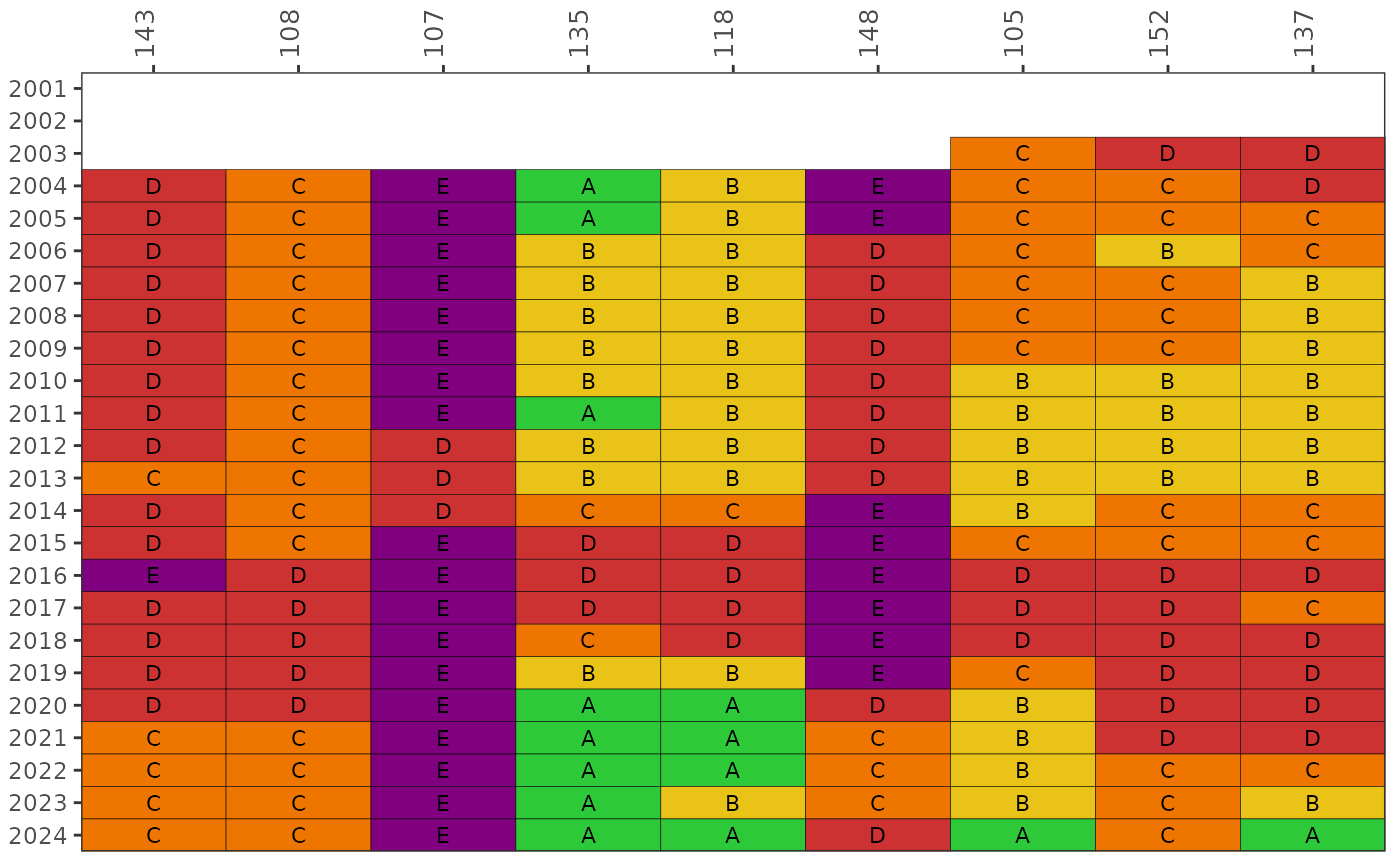 143 108 107 135 118 148 105 152 137
2001
2002
2003 C D D
2004 D C E A B E C C D
2005 D C E A B E C C C
2006 D C E B B D C B C
2007 D C E B B D C C B
2008 D C E B B D C C B
2009 D C E B B D C C B
2010 D C E B B D B B B
2011 D C E A B D B B B
2012 D C D B B D B B B
2013 C C D B B D B B B
2014 D C D C C E B C C
2015 D C E D D E C C C
2016 E D E D D E D D D
2017 D D E D D E D D C
2018 D D E C D E D D D
2019 D D E B B E C D D
2020 D D E A A D B D D
2021 C C E A A C B D D
2022 C C E A A C B C C
2023 C C E A B C B C B
2024 C C E A A D A C A